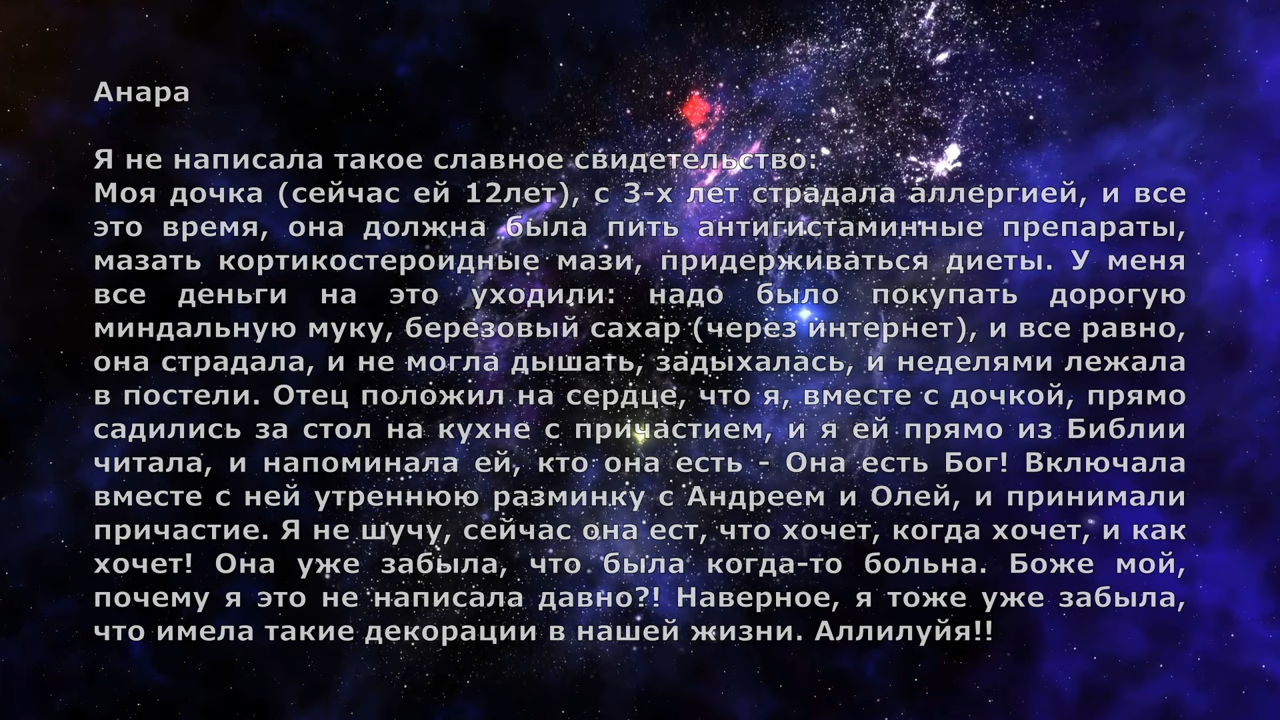 Анара
Я не написала такое славное свидетельство:
Моя дочка (сейчас ей 12лет), с 3-х лет страдала аллергией, и все
это время, она должна была пить антигистаминные препараты,
мазать кортикостероидные мази, придерживаться диеты. У меня
все деньги на это уходили: надо было покупать дорогую
миндальную муку, березовый сахар (через интернет), и все равно,
она страдала, и не могла дышать, задыхалась, и неделями лежала
в постели. Отец положил на сердце, что я, вместе с дочкой, прямо
садились за стол на кухне с причастием, и я ей прямо из Библии
читала, и напоминала ей, кто она есть - Она есть Бог! Включала
вместе с ней утреннюю разминку с Андреем и Олей, и принимали
причастие. Я не шучу, сейчас она ест, что хочет, когда хочет, и как
хочет! Она уже забыла, что была когда-то больна. Боже мой,
почему я это не написала давно?! Наверное, я тоже уже забыла,
что имела такие декорации в нашей жизни. Аллилуйя!!